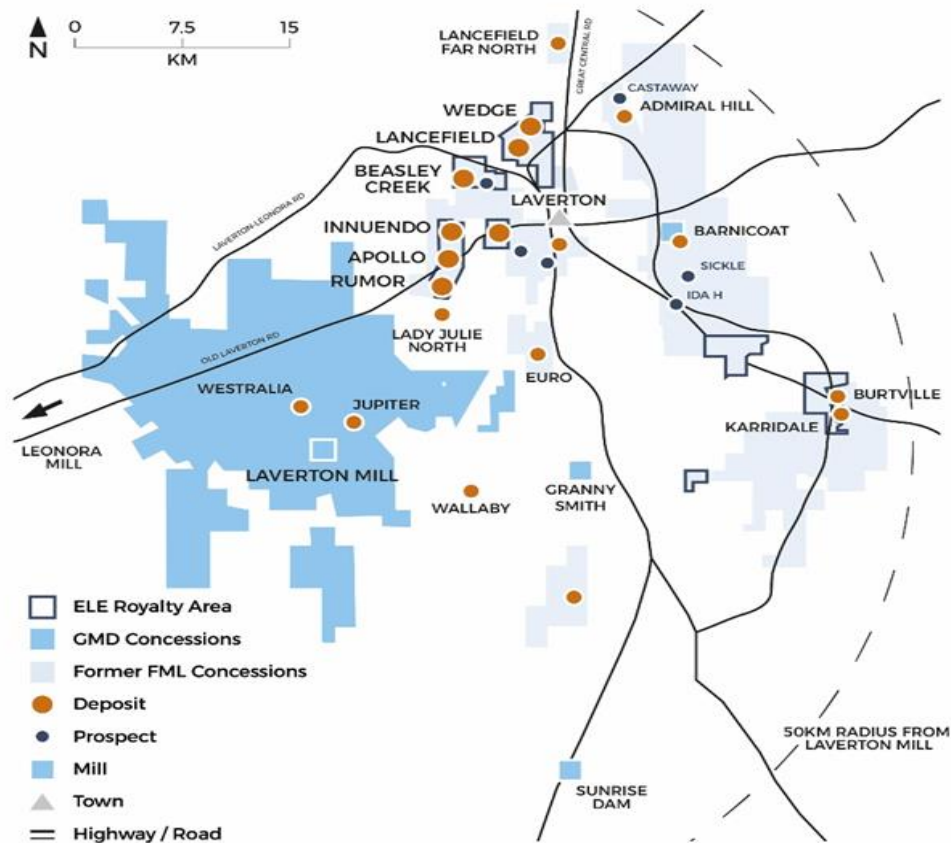 0 7.5 15
N
KM
LANCEFIELD
FAR NORTH
GREAT CENTRAL RD
CASTAWAY
ADMIRAL HILL
WEDGE
LANCEFIELD
BEASLEY
CREEK
LAVERTON
LAVERTON-LEONORA RD
INNUENDO
BARNICOAT
APOLLO
SICKLE
RUMOR
IDA H
LADY JULIE
NORTH
OLD LAVERTON RD
EURO
WESTRALIA
JUPITER
BURTVILLE
KARRIDALE
LEONORA
MILL
LAVERTON MILL
WALLABY
GRANNY
SMITH
ELE Royalty Area
GMD Concessions
Former FML Concessions
Deposit
Prospect
Mill
Town
Highway / Road
50KM RADIUS FROM
LAVERTON MILL
SUNRISE
DAM